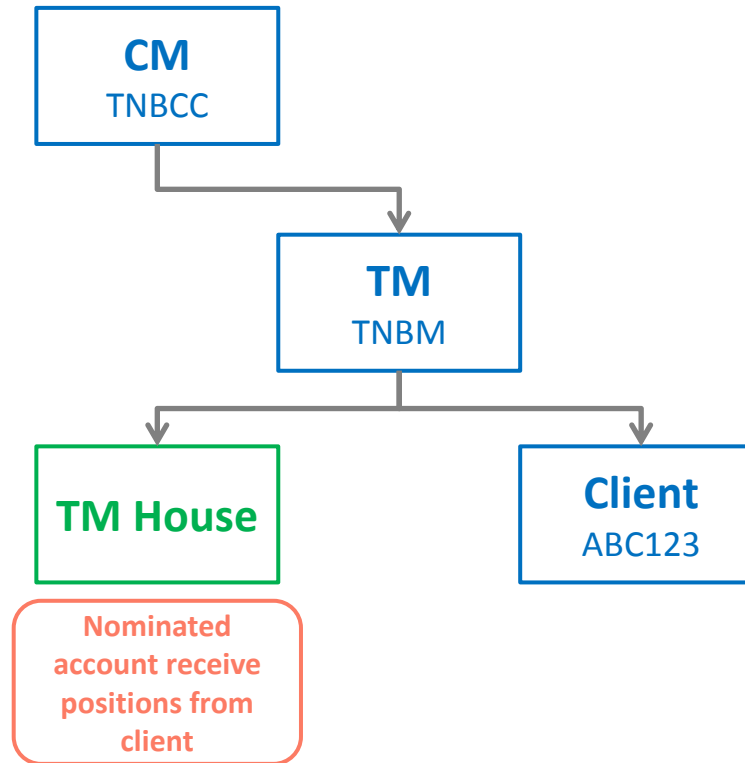 CM
TNBCC
TM
TNBM
TM House
Client
ABC123
Nominated
account receive
positions from
client